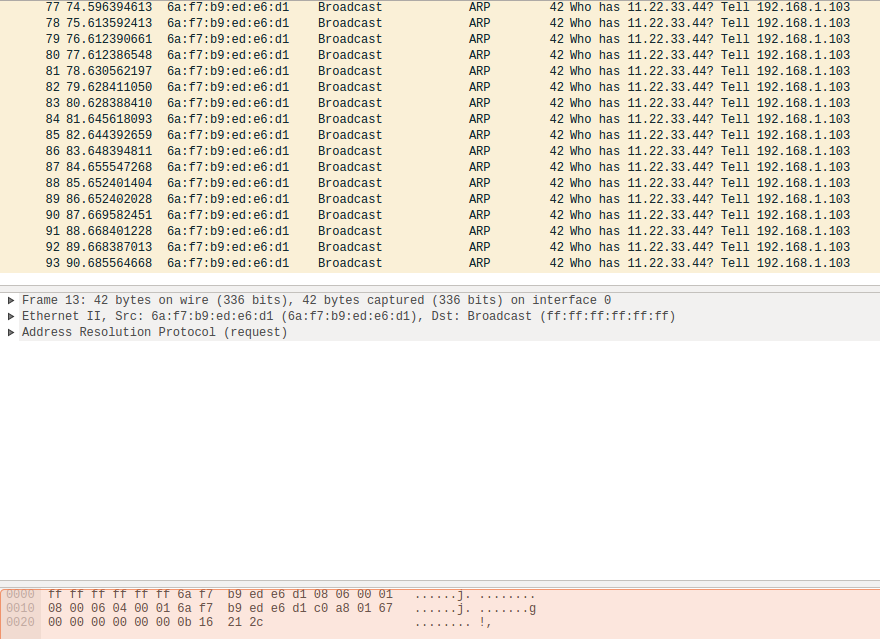 77 74.596394613 6a:f7:b9:ed:e6:d1 Broadcast ARP 42 Who has 11.22.33.44? Tell 192.168.1.103
78 75.613592413 6a:f7:b9:ed:e6:d1 Broadcast ARP 42 Who has 11.22.33.44? Tell 192.168.1.103
79 76.612390661 6a:f7:b9:ed:e6:d1 Broadcast ARP 42 Who has 11.22.33.44? Tell 192.168.1.103
80 77.612386548 6a:f7:b9:ed:e6:d1 Broadcast ARP 42 Who has 11.22.33.44? Tell 192.168.1.103
81 78.630562197 6a:f7:b9:ed:e6:d1 Broadcast ARP 42 Who has 11.22.33.44? Tell 192.168.1.103
82 79.628411050 6a:f7:b9:ed:e6:d1 Broadcast ARP 42 Who has 11.22.33.44? Tell 192.168.1.103
83 80.628388410 6a:f7:b9:ed:e6:d1 Broadcast ARP 42 Who has 11.22.33.44? Tell 192.168.1.103
84 81.645618093 6a:f7:b9:ed:e6:d1 Broadcast ARP 42 Who has 11.22.33.44? Tell 192.168.1.103
85 82.644392659 6a:f7:b9:ed:e6:d1 Broadcast ARP 42 Who has 11.22.33.44? Tell 192.168.1.103
86 83.648394811 6a:f7:b9:ed:e6:d1 Broadcast ARP 42 Who has 11.22.33.44? Tell 192.168.1.103
87 84.655547268 6a:f7:b9:ed:e6:d1 Broadcast ARP 42 Who has 11.22.33.44? Tell 192.168.1.103
88 85.652401404 6a:f7:b9:ed:e6:d1 Broadcast ARP 42 Who has 11.22.33.44? Tell 192.168.1.103
89 86.652402028 6a:f7:b9:ed:e6:d1 Broadcast ARP 42 Who has 11.22.33.44? Tell 192.168.1.103
90 87.669582451 6a:f7:b9:ed:e6:d1 Broadcast ARP 42 Who has 11.22.33.44? Tell 192.168.1.103
91 88.668401228 6a:f7:b9:ed:e6:d1 Broadcast ARP 42 Who has 11.22.33.44? Tell 192.168.1.103
92 89.668387013 6a:f7:b9:ed:e6:d1 Broadcast ARP 42 Who has 11.22.33.44? Tell 192.168.1.103
93 90.685564668 6a:f7:b9:ed:e6:d1 Broadcast ARP 42 Who has 11.22.33.44? Tell 192.168.1.103
Frame 13: 42 bytes on wire (336 bits), 42 bytes captured (336 bits) on interface 0
Ethernet II, Src: 6a:f7:b9:ed:e6:d1 (6a:f7:b9:ed:e6:d1), Dst: Broadcast (ff:ff:ff:ff:ff:ff)
Address Resolution Protocol (request)
0000 ff ff ff ff ff ff 6a f7 b9 ed e6 d1 08 06 00 01 ......j. ........
0010 08 00 06 04 00 01 6a f7 b9 ed e6 d1 c0 a8 01 67 ......j. .......g
0020 00 00 00 00 00 00 0b 16 21 2c ........ !,